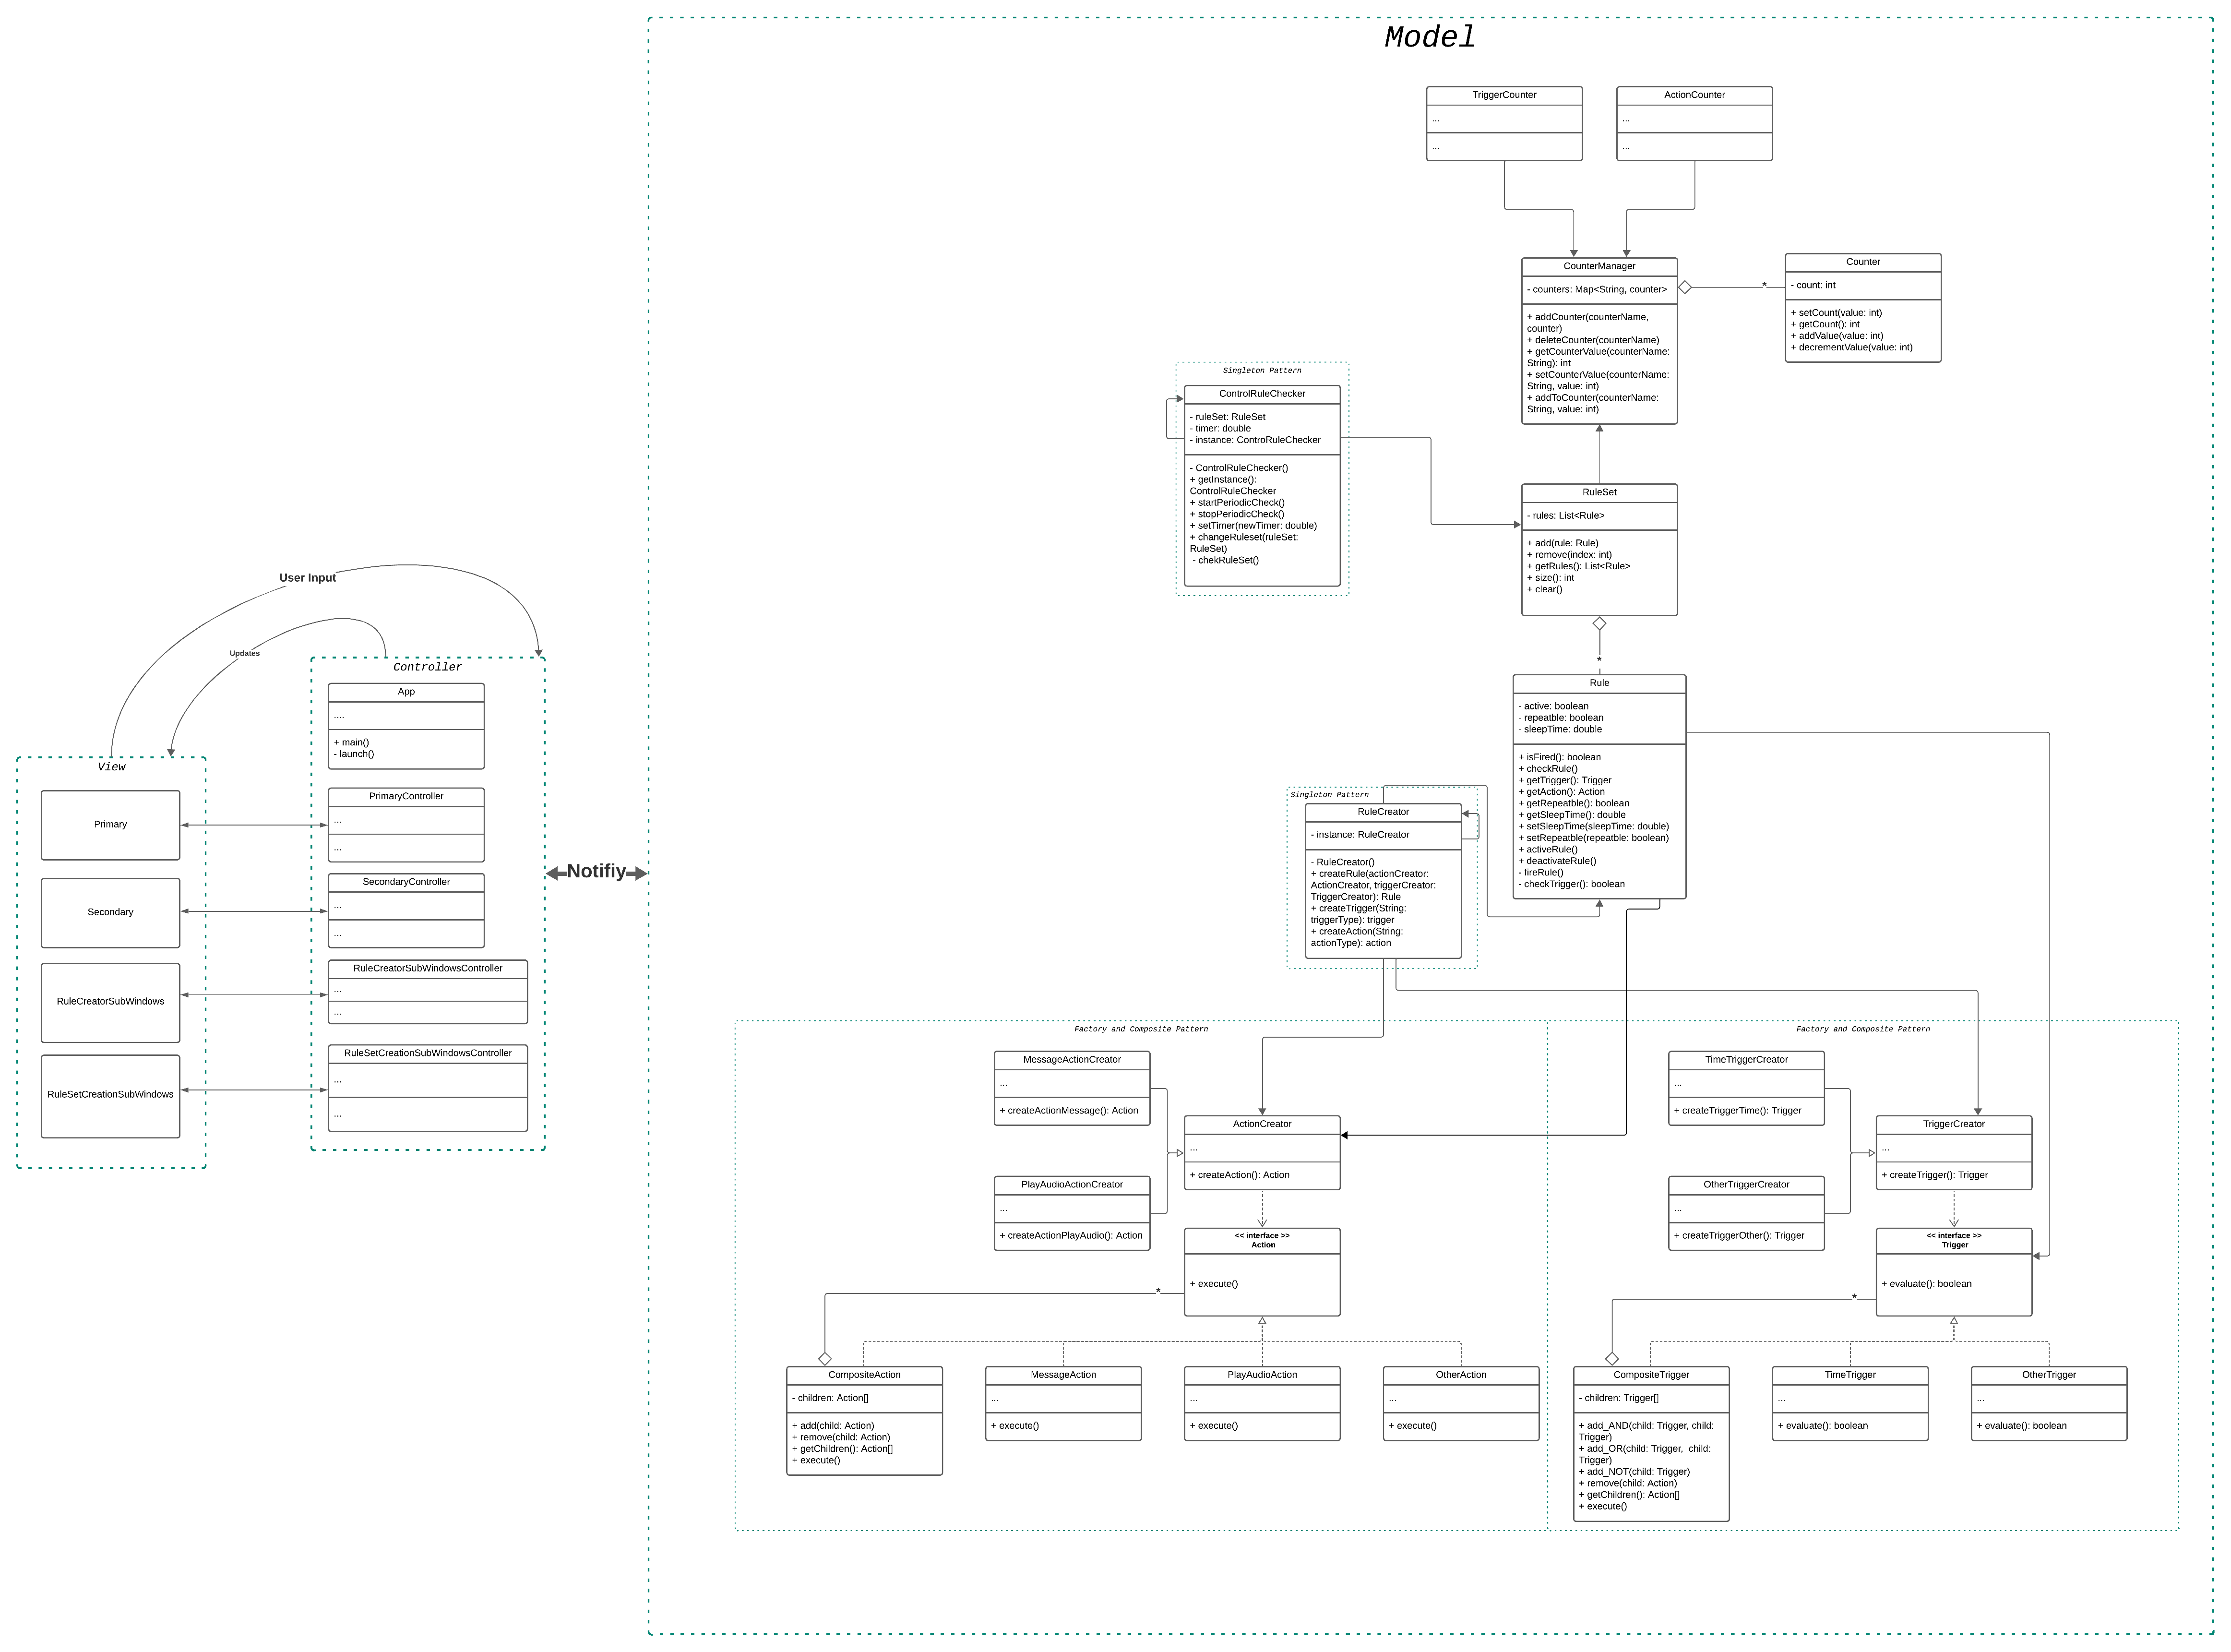 Model
TriggerCounter
...
...
ActionCounter
...
...
CounterManager
- counters: Map<String, counter>
+ addCounter(counterName,
counter)
+ deleteCounter(counterName)
+ getCounterValue(counterName:
String): int
+ setCounterValue(counterName:
String, value: int)
+ addToCounter(counterName:
String, value: int)
*
Counter
- count: int
+ setCount(value: int)
+ getCount(): int
+ addValue(value: int)
+ decrementValue(value: int)
Singleton Pattern
ControlRuleChecker
- ruleSet: RuleSet
- timer: double
- instance: ControRuleChecker
- ControlRuleChecker()
+ getInstance():
ControlRuleChecker
+ startPeriodicCheck()
+ stopPeriodicCheck()
+ setTimer(newTimer: double)
+ changeRuleset(ruleSet:
RuleSet)
- chekRuleSet()
RuleSet
- rules: List<Rule>
+ add(rule: Rule)
+ remove(index: int)
+ getRules(): List<Rule>
+ size(): int
+ clear()
*
Rule
- active: boolean
- repeatble: boolean
- sleepTime: double
+ isFired(): boolean
+ checkRule()
+ getTrigger(): Trigger
+ getAction(): Action
+ getRepeatble(): boolean
+ getSleepTime(): double
+ setSleepTime(sleepTime: double)
+ setRepeatble(repeatble: boolean)
+ activeRule()
+ deactivateRule()
- fireRule()
- checkTrigger(): boolean
Singleton Pattern
RuleCreator
- instance: RuleCreator
- RuleCreator()
+ createRule(actionCreator:
ActionCreator, triggerCreator:
TriggerCreator): Rule
+ createTrigger(String:
triggerType): trigger
+ createAction(String:
actionType): action
User Input
Updates
View
Primary
Secondary
RuleCreatorSubWindows
RuleSetCreationSubWindows
Controller
App
....
+ main()
- launch()
PrimaryController
...
...
SecondaryController
...
...
RuleCreatorSubWindowsController
...
...
RuleSetCreationSubWindowsController
...
...
Notifiy
Factory and Composite Pattern
MessageActionCreator
...
+ createActionMessage(): Action
PlayAudioActionCreator
...
+ createActionPlayAudio(): Action
ActionCreator
...
+ createAction(): Action
<< interface >>
Action
+ execute()
*
CompositeAction
- children: Action[]
+ add(child: Action)
+ remove(child: Action)
+ getChildren(): Action[]
+ execute()
MessageAction
...
+ execute()
PlayAudioAction
...
+ execute()
OtherAction
...
+ execute()
Factory and Composite Pattern
TimeTriggerCreator
...
+ createTriggerTime(): Trigger
OtherTriggerCreator
...
+ createTriggerOther(): Trigger
TriggerCreator
...
+ createTrigger(): Trigger
<< interface >>
Trigger
+ evaluate(): boolean
*
CompositeTrigger
- children: Trigger[]
+ add_AND(child: Trigger, child:
Trigger)
+ add_OR(child: Trigger, child:
Trigger)
+ add_NOT(child: Trigger)
+ remove(child: Action)
+ getChildren(): Action[]
+ execute()
TimeTrigger
...
+ evaluate(): boolean
OtherTrigger
...
+ evaluate(): boolean